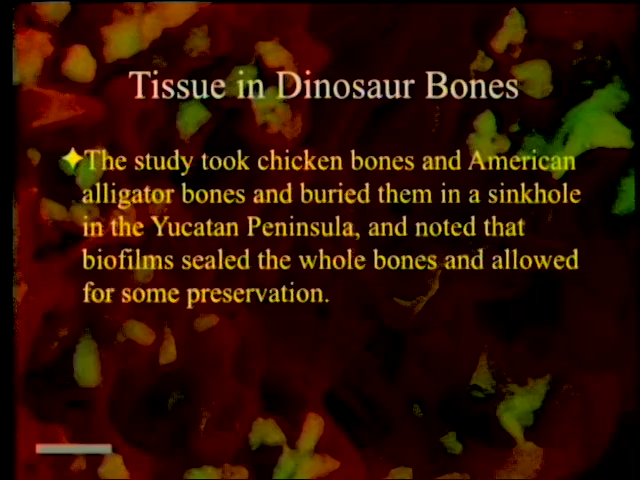 Tissue in Dinosaur Bones
The study took chicken bones and American
alligator bones and buried them in a sinkhole
in the Yucatan Peninsula, and noted that
biofilms sealed the whole bones and allowed
for some preservation.